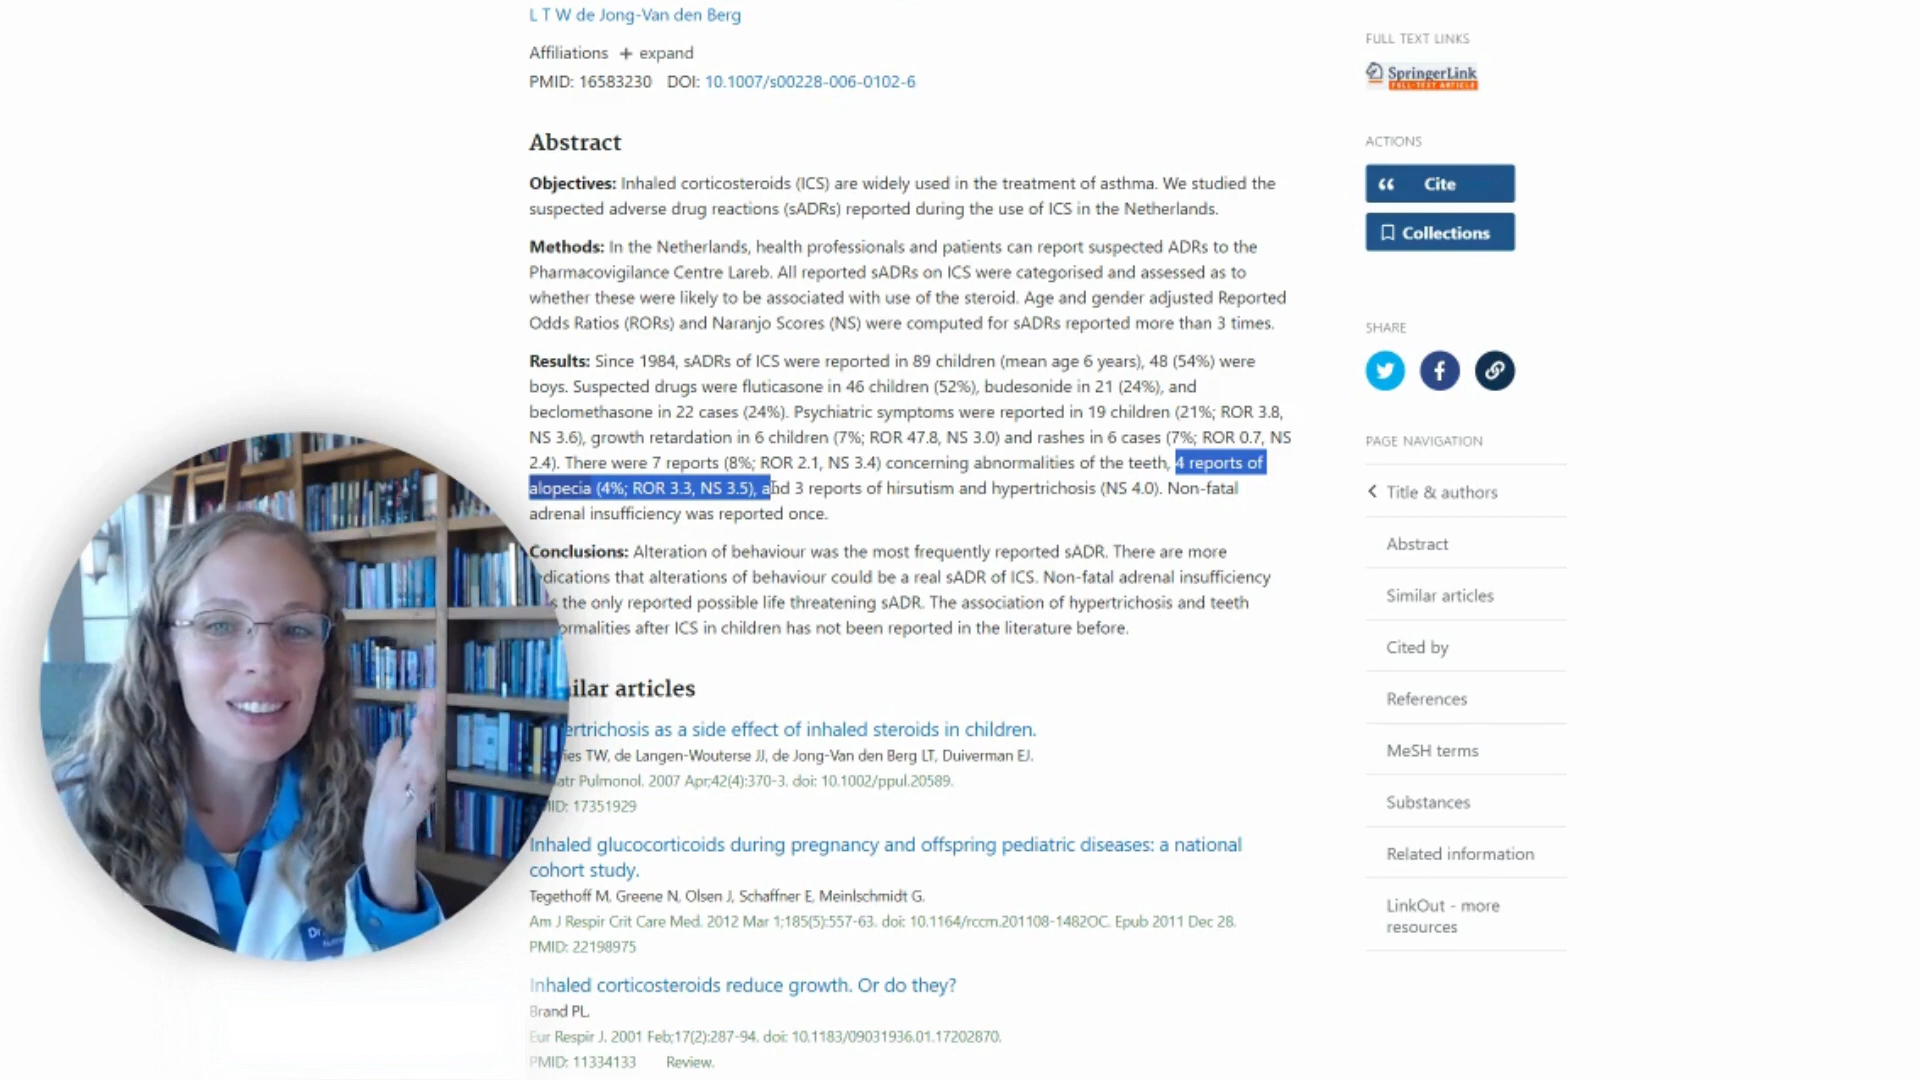 L T W de Jong-Van den Berg
Affiliations + expand
PMID: 16583230 DOI: 10.1007/s00228-006-0102-6
Abstract
Objectives: Inhaled corticosteroids (ICS) are widely used in the treatment of asthma. We studied the
suspected adverse drug reactions (sADRs) reported during the use of ICS in the Netherlands.
Methods: In the Netherlands, health professionals and patients can report suspected ADRs to the
Pharmacovigilance Centre Lareb. All reported sADRs on ICS were categorised and assessed as to
whether these were likely to be associated with use of the steroid. Age and gender adjusted Reported
Odds Ratios (RORs) and Naranjo Scores (NS) were computed for sADRs reported more than 3 times.
Results: Since 1984, sADRs of ICS were reported in 89 children (mean age 6 years), 48 (54%) were
boys. Suspected drugs were fluticasone in 46 children (52%), budesonide in 21 (24%), and
beclomethasone in 22 cases (24%). Psychiatric symptoms were reported in 19 children (21%; ROR 3.8,
NS 3.6), growth retardation in 6 children (7%; ROR 47.8, NS 3.0) and rashes in 6 cases (7%; ROR 0.7, NS
2.4). There were 7 reports (8%; ROR 2.1, NS 3.4) concerning abnormalities of the teeth, 4 reports of
alopecia (4%; ROR 3.3, NS 3.5), and 3 reports of hirsutism and hypertrichosis (NS 4.0). Non-fatal
adrenal insufficiency was reported once.
Conclusions: Alteration of behaviour was the most frequently reported sADR. There are more
dications that alterations of behaviour could be a real sADR of ICS. Non-fatal adrenal insufficiency
s the only reported possible life threatening sADR. The association of hypertrichosis and teeth
ormalities after ICS in children has not been reported in the literature before.
ilar articles
ertrichosis as a side effect of inhaled steroids in children.
ies TW, de Langen-Wouterse JJ, de Jong-Van den Berg LT, Duiverman EJ.
atr Pulmonol. 2007 Apr;42(4):370-3. doi: 10.1002/ppul.20589.
MID: 17351929
Inhaled glucocorticoids during pregnancy and offspring pediatric diseases: a national
cohort study.
Tegethoff M, Greene N, Olsen J, Schaffner E, Meinlschmidt G.
Am J Respir Crit Care Med. 2012 Mar 1;185(5):557-63. doi: 10.1164/rccm.201108-1482OC. Epub 2011 Dec 28.
PMID: 22198975
Inhaled corticosteroids reduce growth. Or do they?
Brand PL.
Eur Respir J. 2001 Feb;17(2):287-94. doi: 10.1183/09031936.01.17202870.
PMID: 11334133 Review.
FULL TEXT LINKS
SpringerLink
FULL-TEXT ARTICLE
ACTIONS
Cite
Collections
SHARE
PAGE NAVIGATION
Title & authors
Abstract
Similar articles
Cited by
References
MeSH terms
Substances
Related information
LinkOut - more
resources